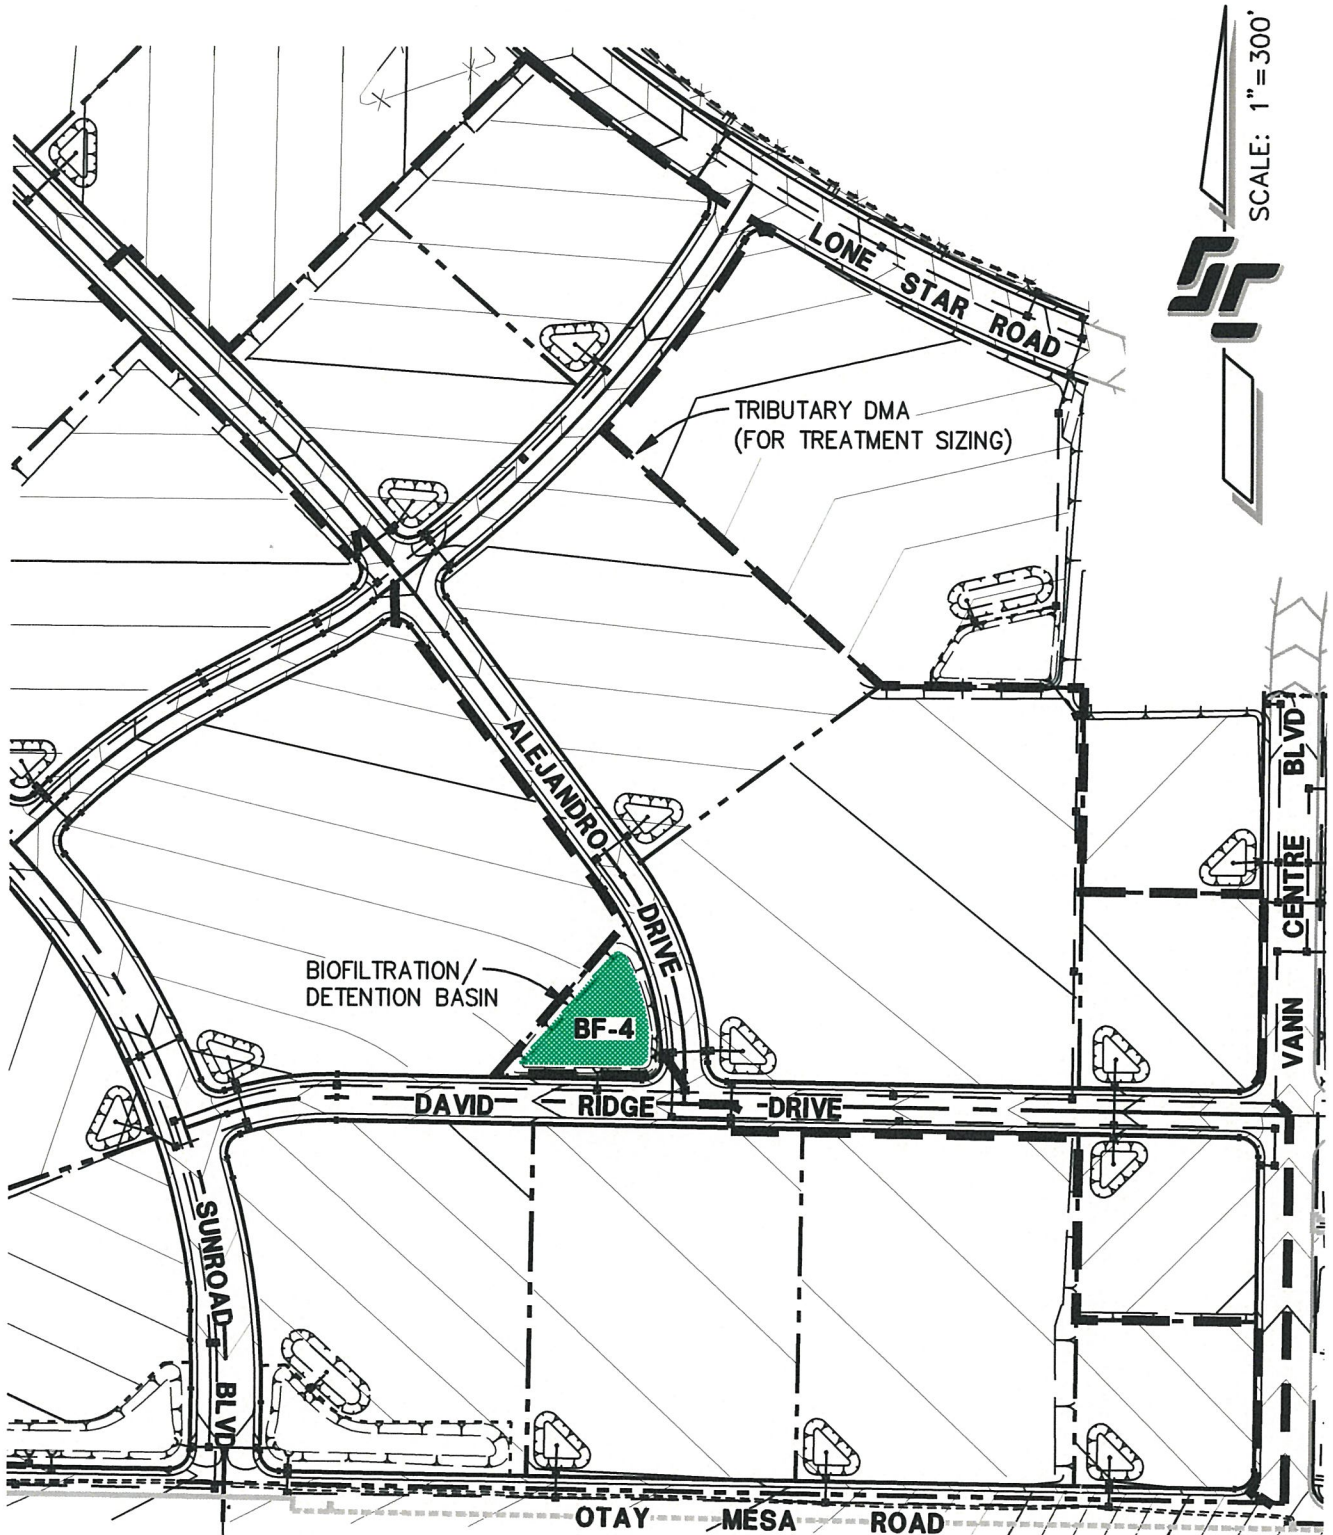 SCALE: 1"=300'
LONE STAR ROAD
TRIBUTARY DMA
(FOR TREATMENT SIZING)
ALEJANDRO DRIVE
VANN CENTRE BLVD
BIOFILTRATION/
DETENTION BASIN
BF-4
DAVID RIDGE DRIVE
SUNROAD BLVD
OTAY MESA ROAD